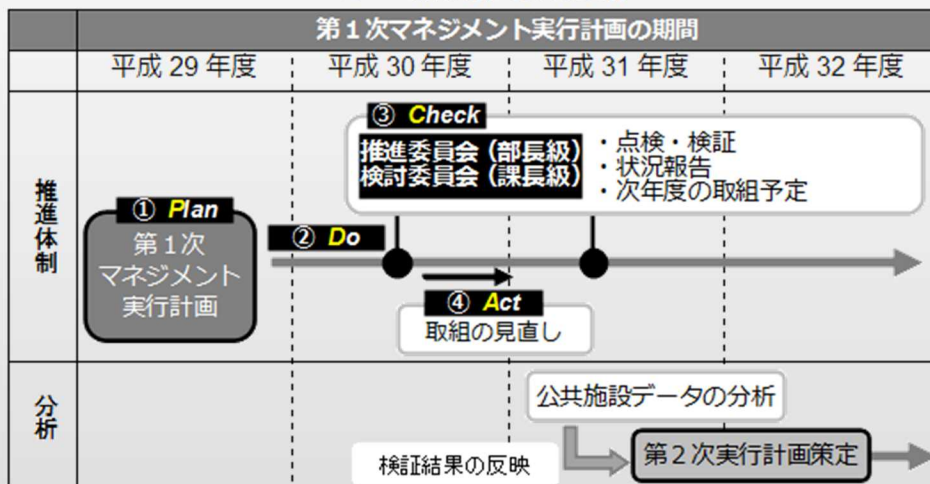 第１次マネジメント実行計画の期間
平成 29 年度
平成 30 年度
平成 31 年度
平成 32 年度
推進体制
① Plan
第１次
マネジメント
実行計画
② Do
③ Check
推進委員会（部長級）
検討委員会（課長級）
・点検・検証
・状況報告
・次年度の取組予定
④ Act
取組の見直し
分析
公共施設データの分析
検証結果の反映
第２次実行計画策定